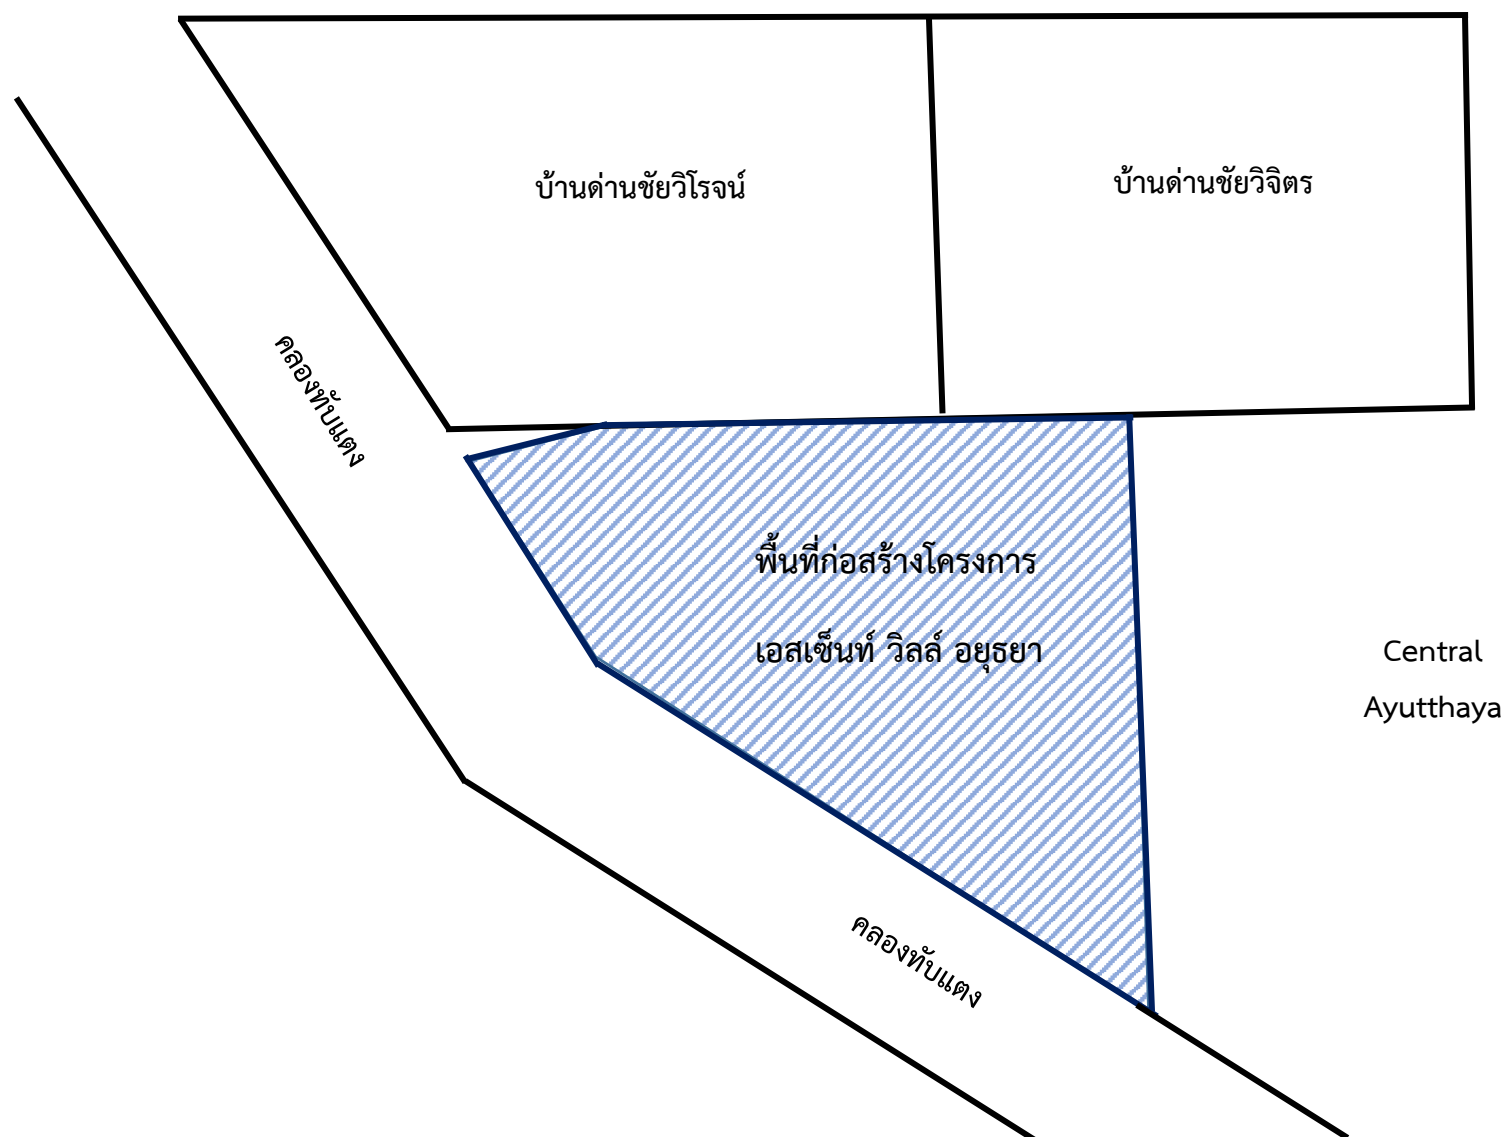 บ้านด่านชัยวิโรจน์
บ้านด่านชัยวิจิตร
คลองทับแตง
พื้นที่ก่อสร้างโครงการ
เอสเซ็นท์ วิลล์ อยุธยา
Central
Ayutthaya
คลองทับแตง